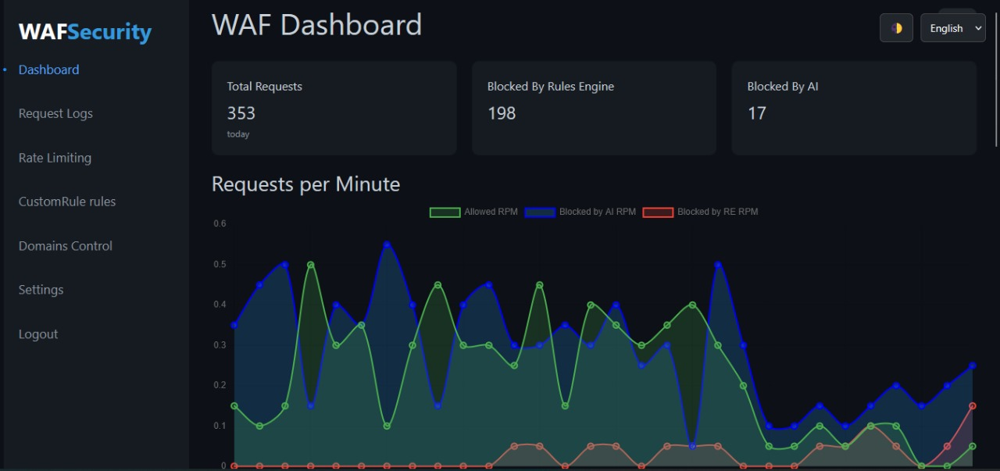 WAFSecurity
Dashboard
Request Logs
Rate Limiting
CustomRule rules
Domains Control
Settings
Logout
WAF Dashboard
English
Total Requests
353
today
Blocked By Rules Engine
198
Blocked By AI
17
Requests per Minute
Allowed RPM Blocked by AI RPM Blocked by RE RPM
0.6
0.5
0.4
0.3
0.2
0.1
0